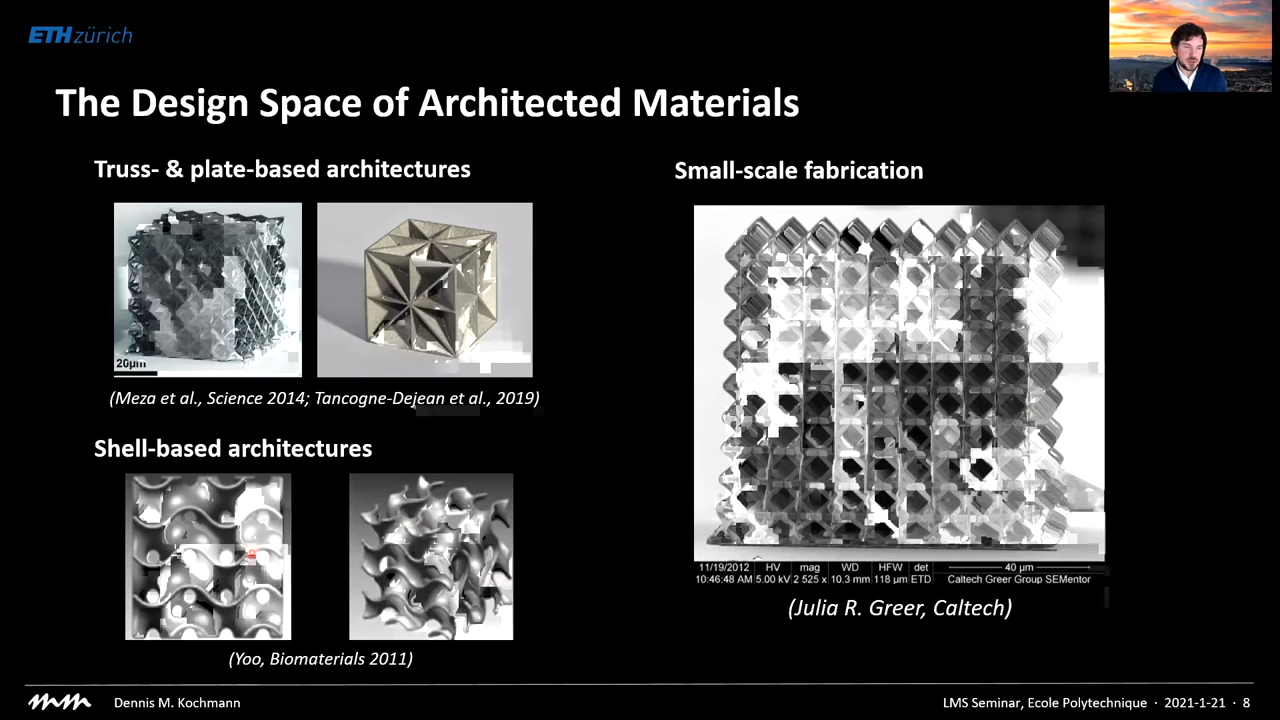 ETH zürich
The Design Space of Architected Materials
Truss- & plate-based architectures
20µm
(Meza et al., Science 2014; Tancogne-Dejean et al., 2019)
Shell-based architectures
(Yoo, Biomaterials 2011)
Small-scale fabrication
11/19/2012 HV mag WD HFW det 40 µm
10:46:48 AM 5.00 kV 2 525 x 10.3 mm 118 µm ETD Caltech Greer Group SEMentor
(Julia R. Greer, Caltech)
Dennis M. Kochmann
LMS Seminar, Ecole Polytechnique · 2021-1-21 · 8